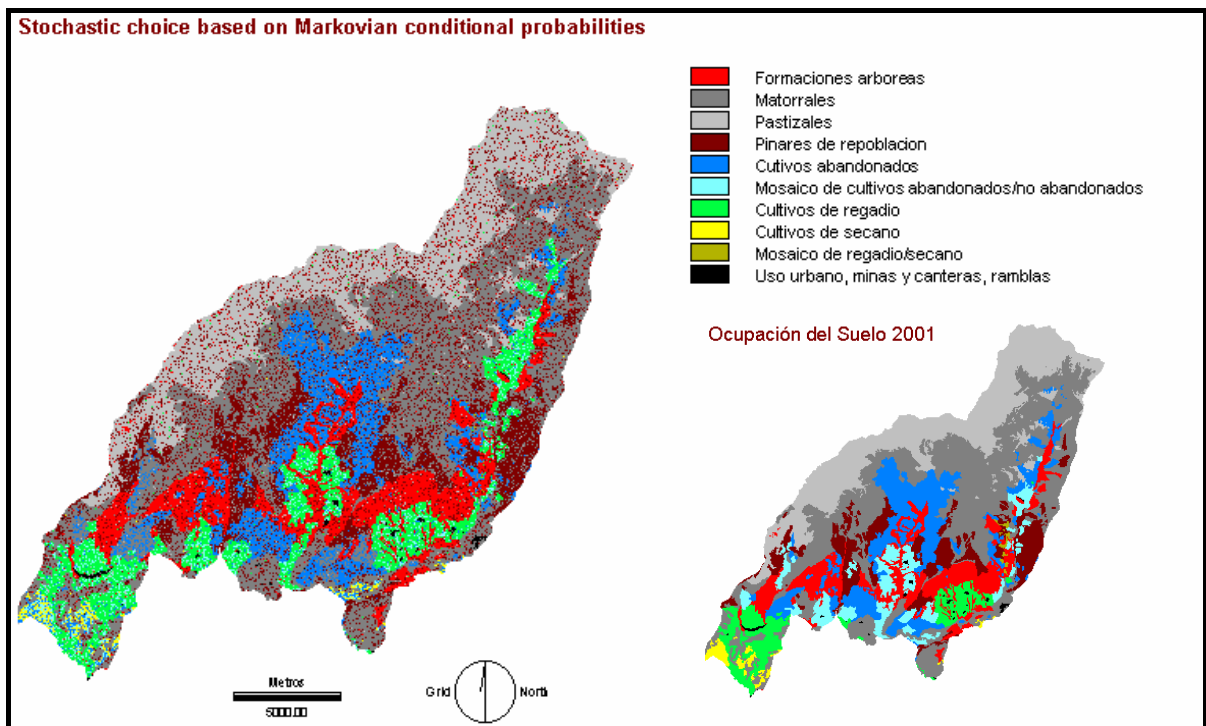 Stochastic choice based on Markovian conditional probabilities
Formaciones arboreas
Matorrales
Pastizales
Pinares de repoblacion
Cutivos abandonados
Mosaico de cultivos abandonados/no abandonados
Cultivos de regadio
Cultivos de secano
Mosaico de regadio/secano
Uso urbano, minas y canteras, ramblas
Ocupación del Suelo 2001
Metros
5000.00
Grid North